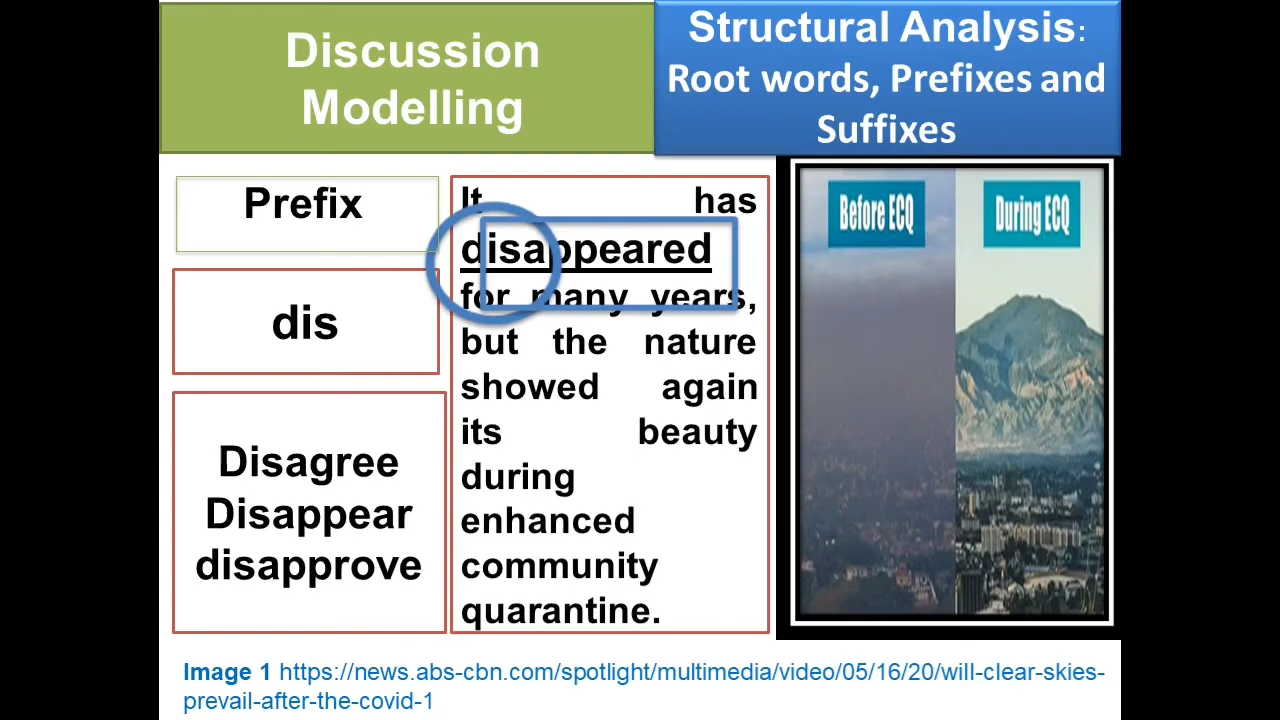 Discussion
Modelling
Structural Analysis:
Root words, Prefixes and
Suffixes
Prefix
dis
Disagree
Disappear
disapprove
It has
disappeared
for many years,
but the nature
showed again
its beauty
during
enhanced
community
quarantine.
Before ECQ
During ECQ
Image 1 https://news.abs-cbn.com/spotlight/multimedia/video/05/16/20/will-clear-skies-
prevail-after-the-covid-1